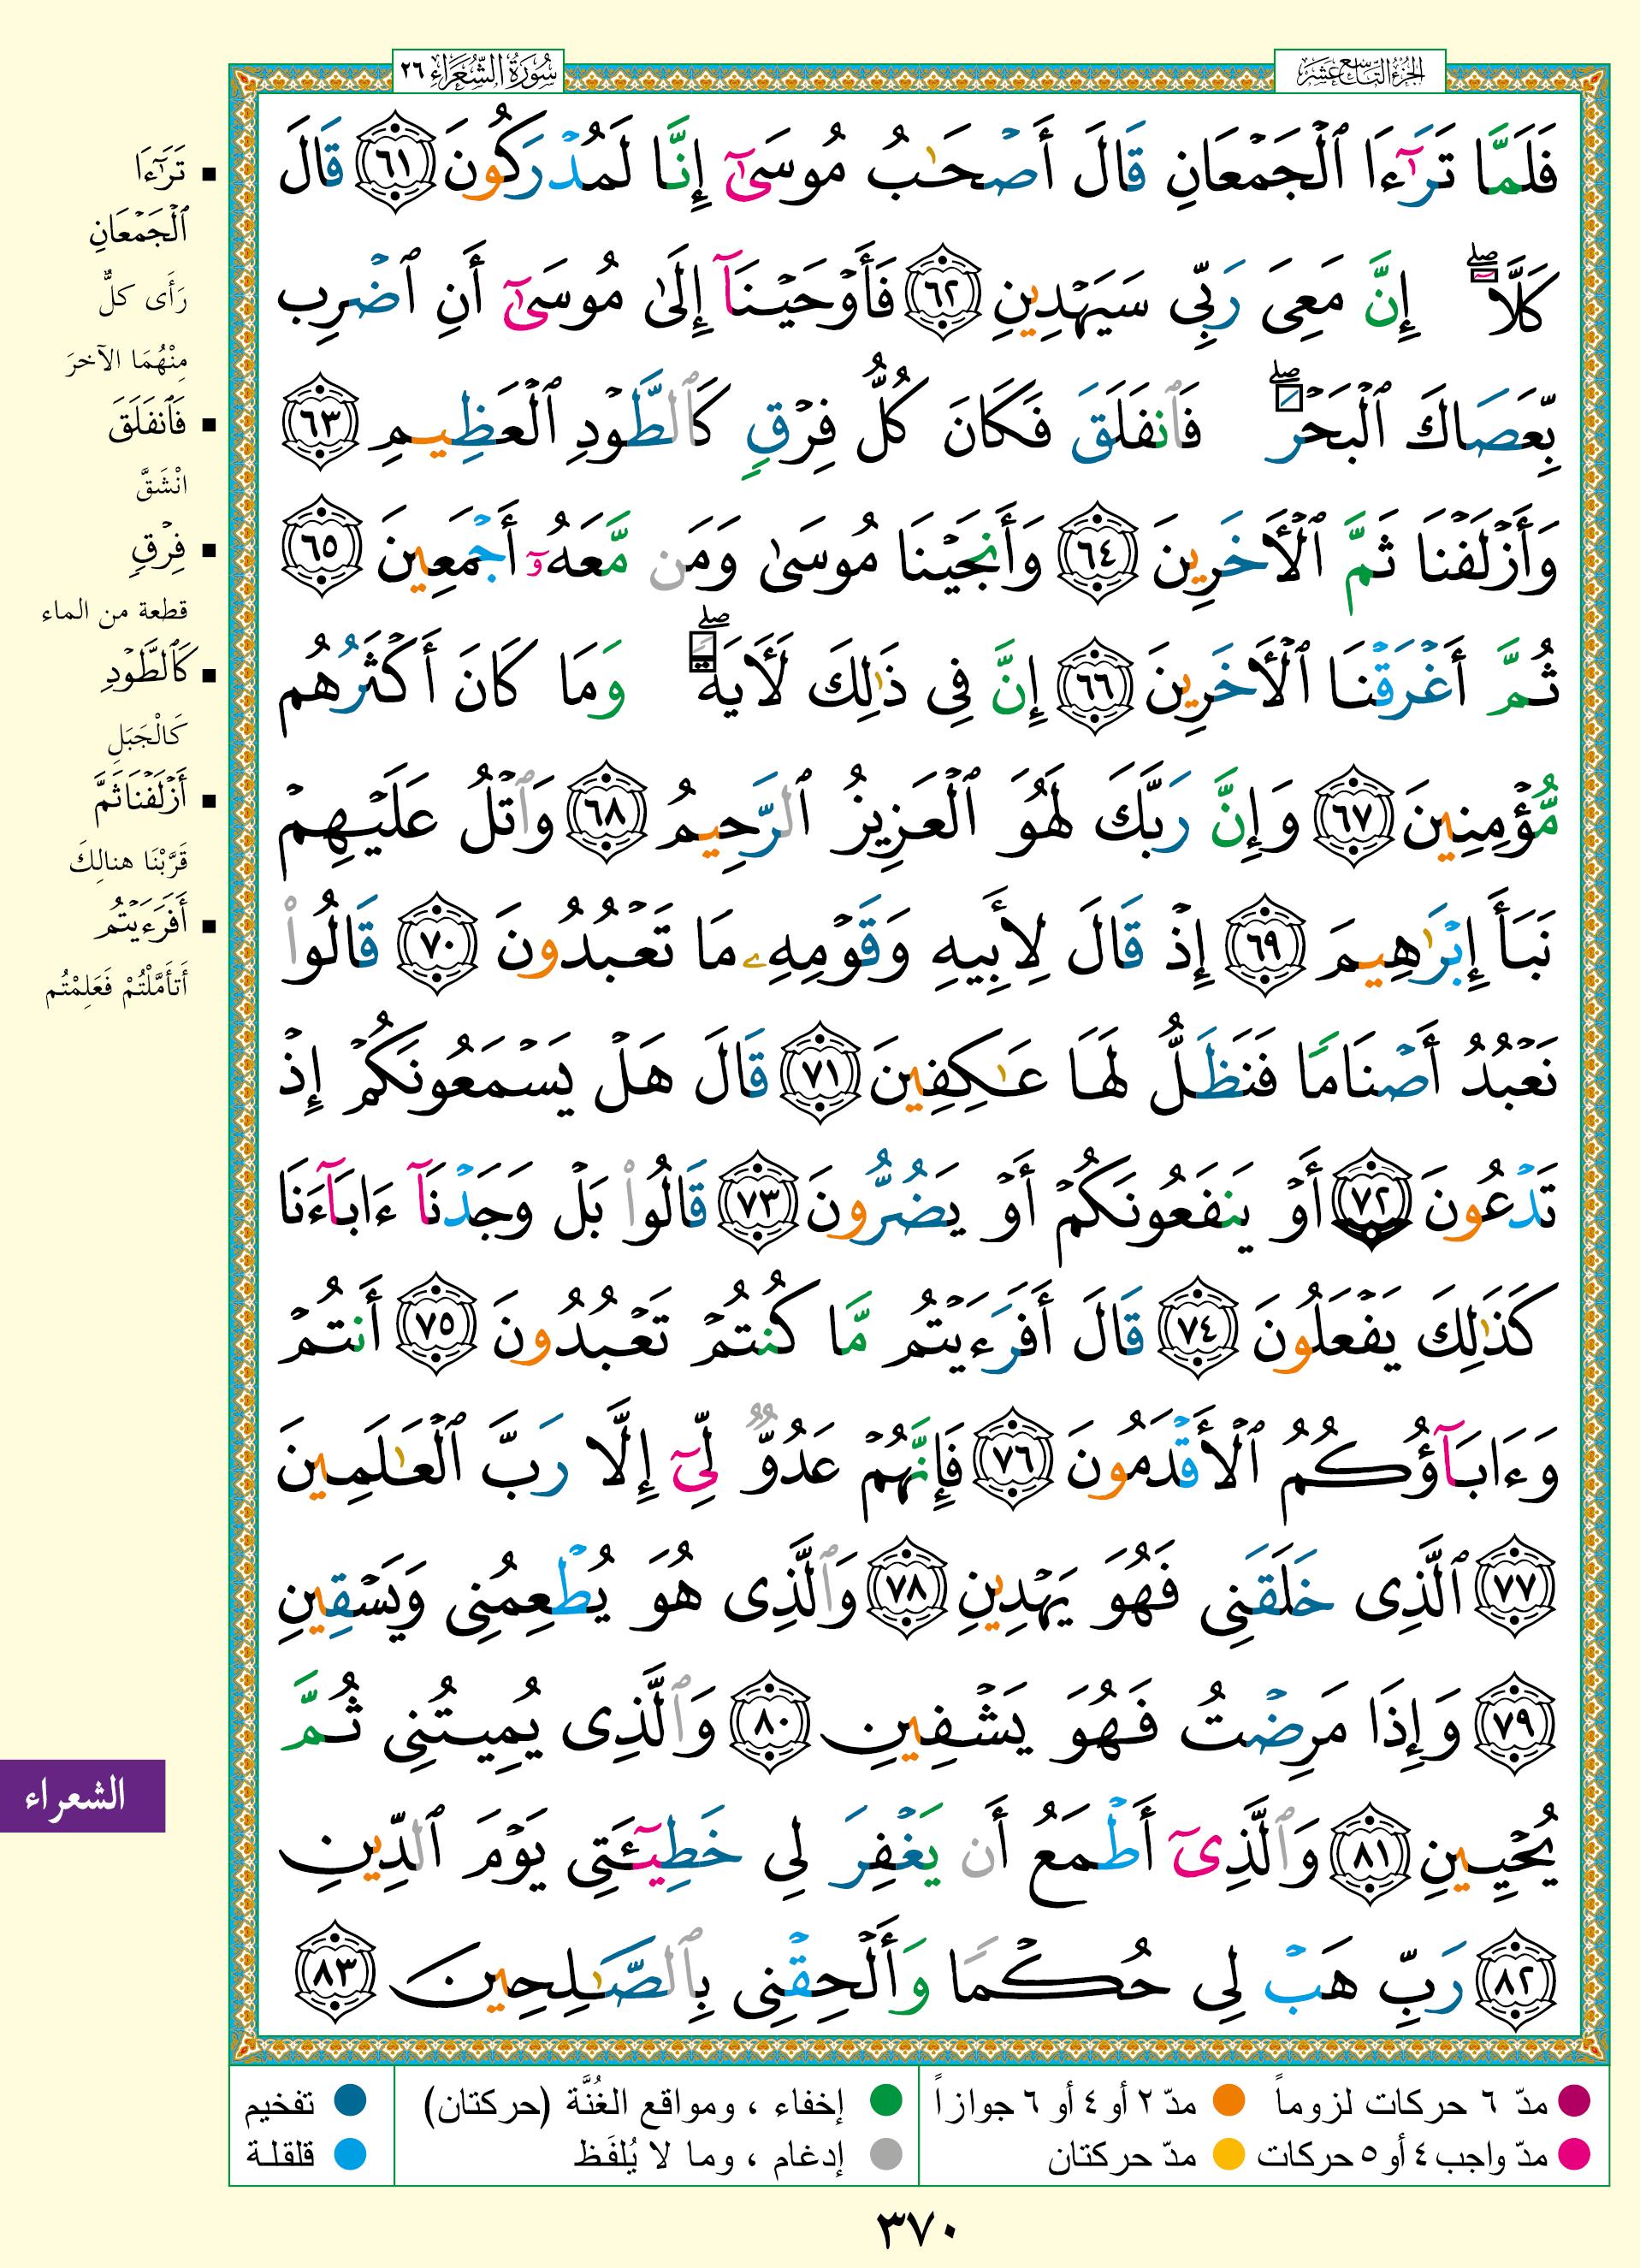 الجزء التاسع عشر
سورة الشعراء ٢٦
فَلَمَّا تَرَٰٓءَا ٱلْجَمْعَانِ قَالَ أَصْحَـٰبُ مُوسَىٰٓ إِنَّا لَمُدْرَكُونَ ٦١ قَالَ
كَلَّآ ۖ إِنَّ مَعِىَ رَبِّى سَيَهْدِينِ ٦٢ فَأَوْحَيْنَآ إِلَىٰ مُوسَىٰٓ أَنِ ٱضْرِب
بِّعَصَاكَ ٱلْبَحْرَ ۖ فَٱنفَلَقَ فَكَانَ كُلُّ فِرْقٍ كَٱلطَّوْدِ ٱلْعَظِيمِ ٦٣
وَأَزْلَفْنَا ثَمَّ ٱلْأَخَرِينَ ٦٤ وَأَنجَيْنَا مُوسَىٰ وَمَن مَّعَهُۥٓ أَجْمَعِينَ ٦٥
ثُمَّ أَغْرَقْنَا ٱلْأَخَرِينَ ٦٦ إِنَّ فِى ذَٰلِكَ لَأَيَةً ۖ وَمَا كَانَ أَكْثَرُهُم
مُّؤْمِنِينَ ٦٧ وَإِنَّ رَبَّكَ لَهُوَ ٱلْعَزِيزُ ٱلرَّحِيمُ ٦٨ وَٱتْلُ عَلَيْهِمْ
نَبَأَ إِبْرَٰهِيمَ ٦٩ إِذْ قَالَ لِأَبِيهِ وَقَوْمِهِۦ مَا تَعْبُدُونَ ٧٠ قَالُوا۟
نَعْبُدُ أَصْنَامًا فَنَظَلُّ لَهَا عَـٰكِفِينَ ٧١ قَالَ هَلْ يَسْمَعُونَكُمْ إِذْ
تَدْعُونَ ٧٢ أَوْ يَنفَعُونَكُمْ أَوْ يَضُرُّونَ ٧٣ قَالُوا۟ بَلْ وَجَدْنَآ ءَابَآءَنَا
كَذَٰلِكَ يَفْعَلُونَ ٧٤ قَالَ أَفَرَءَيْتُم مَّا كُنتُمْ تَعْبُدُونَ ٧٥ أَنتُمْ
وَءَابَآؤُكُمُ ٱلْأَقْدَمُونَ ٧٦ فَإِنَّهُمْ عَدُوٌّ لِّىٓ إِلَّا رَبَّ ٱلْعَـٰلَمِينَ
٧٧ ٱلَّذِى خَلَقَنِى فَهُوَ يَهْدِينِ ٧٨ وَٱلَّذِى هُوَ يُطْعِمُنِى وَيَسْقِينِ
٧٩ وَإِذَا مَرِضْتُ فَهُوَ يَشْفِينِ ٨٠ وَٱلَّذِى يُمِيتُنِى ثُمَّ
يُحْيِينِ ٨١ وَٱلَّذِىٓ أَطْمَعُ أَن يَغْفِرَ لِى خَطِيٓـَٔتِى يَوْمَ ٱلدِّينِ
٨٢ رَبِّ هَبْ لِى حُكْمًا وَأَلْحِقْنِى بِٱلصَّـٰلِحِينَ ٨٣
تَرَٰٓءَا
ٱلْجَمْعَانِ
رَأَى كلٌّ
مِنْهُمَا الآخرَ
فَٱنفَلَقَ
انْشَقَّ
فِرْقٍ
قطعة من الماء
كَٱلطَّوْدِ
كَالْجَبَلِ
أَزْلَفْنَا ثَمَّ
قَرَّبْنَا هنالِكَ
أَفَرَءَيْتُم
أَتَأَمَّلْتُمْ فَعَلِمْتُم
الشعراء
مدّ ٦ حركات لزوماً مدّ ٢ أو ٤ أو ٦ جوازاً إخفاء ، ومواقع الغُنَّة (حركتان) تفخيم
مدّ واجب ٤ أو ٥ حركات مدّ حركتان إدغام ، وما لا يُلفَظ قلقلة
٣٧٠